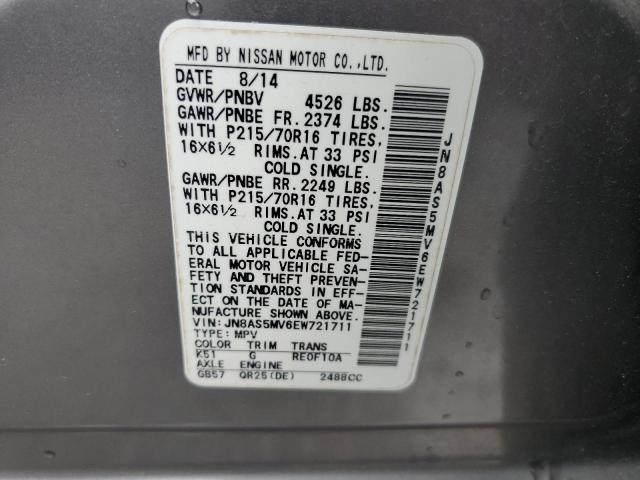 MFD BY NISSAN MOTOR CO.,LTD.
DATE 8/14
GVWR/PNBV 4526 LBS.
GAWR/PNBE FR. 2374 LBS.
WITH P215/70R16 TIRES,
16X6½ RIMS. AT 33 PSI
COLD SINGLE.
GAWR/PNBE RR. 2249 LBS.
WITH P215/70R16 TIRES,
16X6½ RIMS. AT 33 PSI
COLD SINGLE.
THIS VEHICLE CONFORMS
TO ALL APPLICABLE FED-
ERAL MOTOR VEHICLE SA-
FETY AND THEFT PREVEN-
TION STANDARDS IN EFF-
ECT ON THE DATE OF MA-
NUFACTURE SHOWN ABOVE.
VIN: JN8AS5MV6EW721711
TYPE: MPV
COLOR TRIM TRANS
K51 G RE0F10A
AXLE ENGINE
GB57 QR25(DE) 2488CC
JN8AS5MV6EW721711